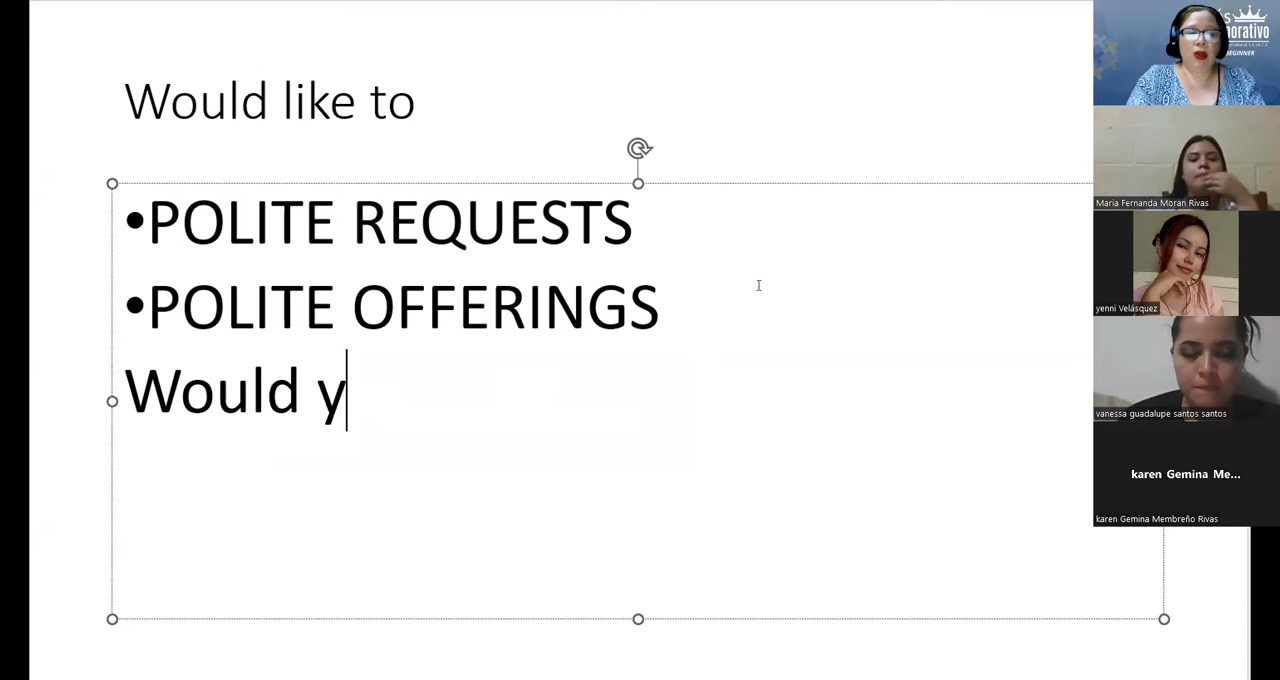 Would like to
•POLITE REQUESTS
•POLITE OFFERINGS
Would y
BEGINNER
Maria Fernanda Moran Rivas
yenni Velásquez
vanessa guadalupe santos santos
karen Gemina Me...
karen Gemina Membreño Rivas